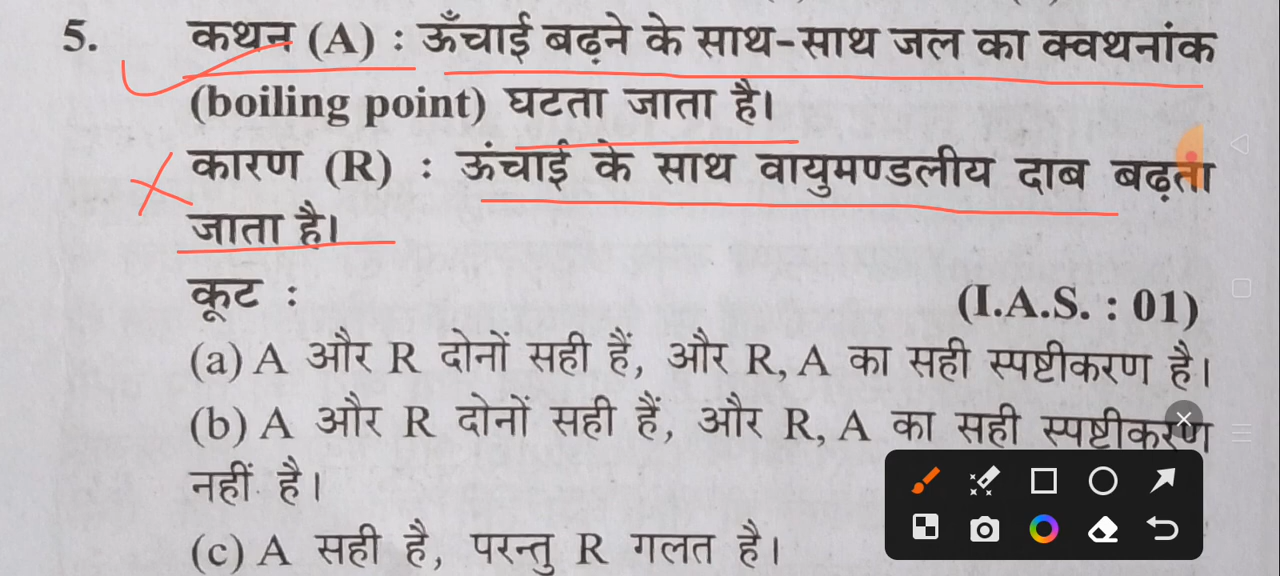 5. कथन (A) : ऊँचाई बढ़ने के साथ-साथ जल का क्वथनांक
(boiling point) घटता जाता है।
कारण (R) : ऊंचाई के साथ वायुमण्डलीय दाब बढ़ता
जाता है।
कूट : (I.A.S. : 01)
(a) A और R दोनों सही हैं, और R, A का सही स्पष्टीकरण है।
(b) A और R दोनों सही हैं, और R, A का सही स्पष्टीकरण
नहीं है।
(c) A सही है, परन्तु R गलत है।